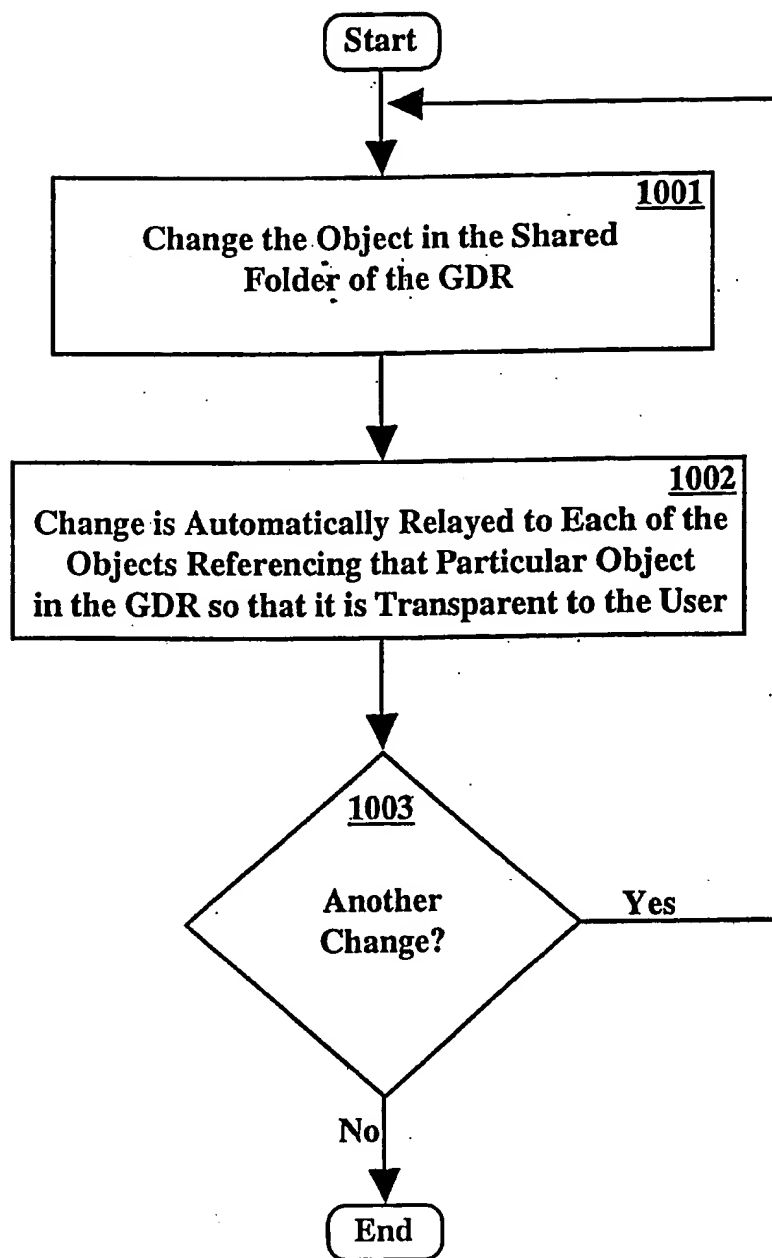 Start
1001
Change the Object in the Shared
Folder of the GDR
1002
Change is Automatically Relayed to Each of the
Objects Referencing that Particular Object
in the GDR so that it is Transparent to the User
1003
Another
Change?
Yes
No
End